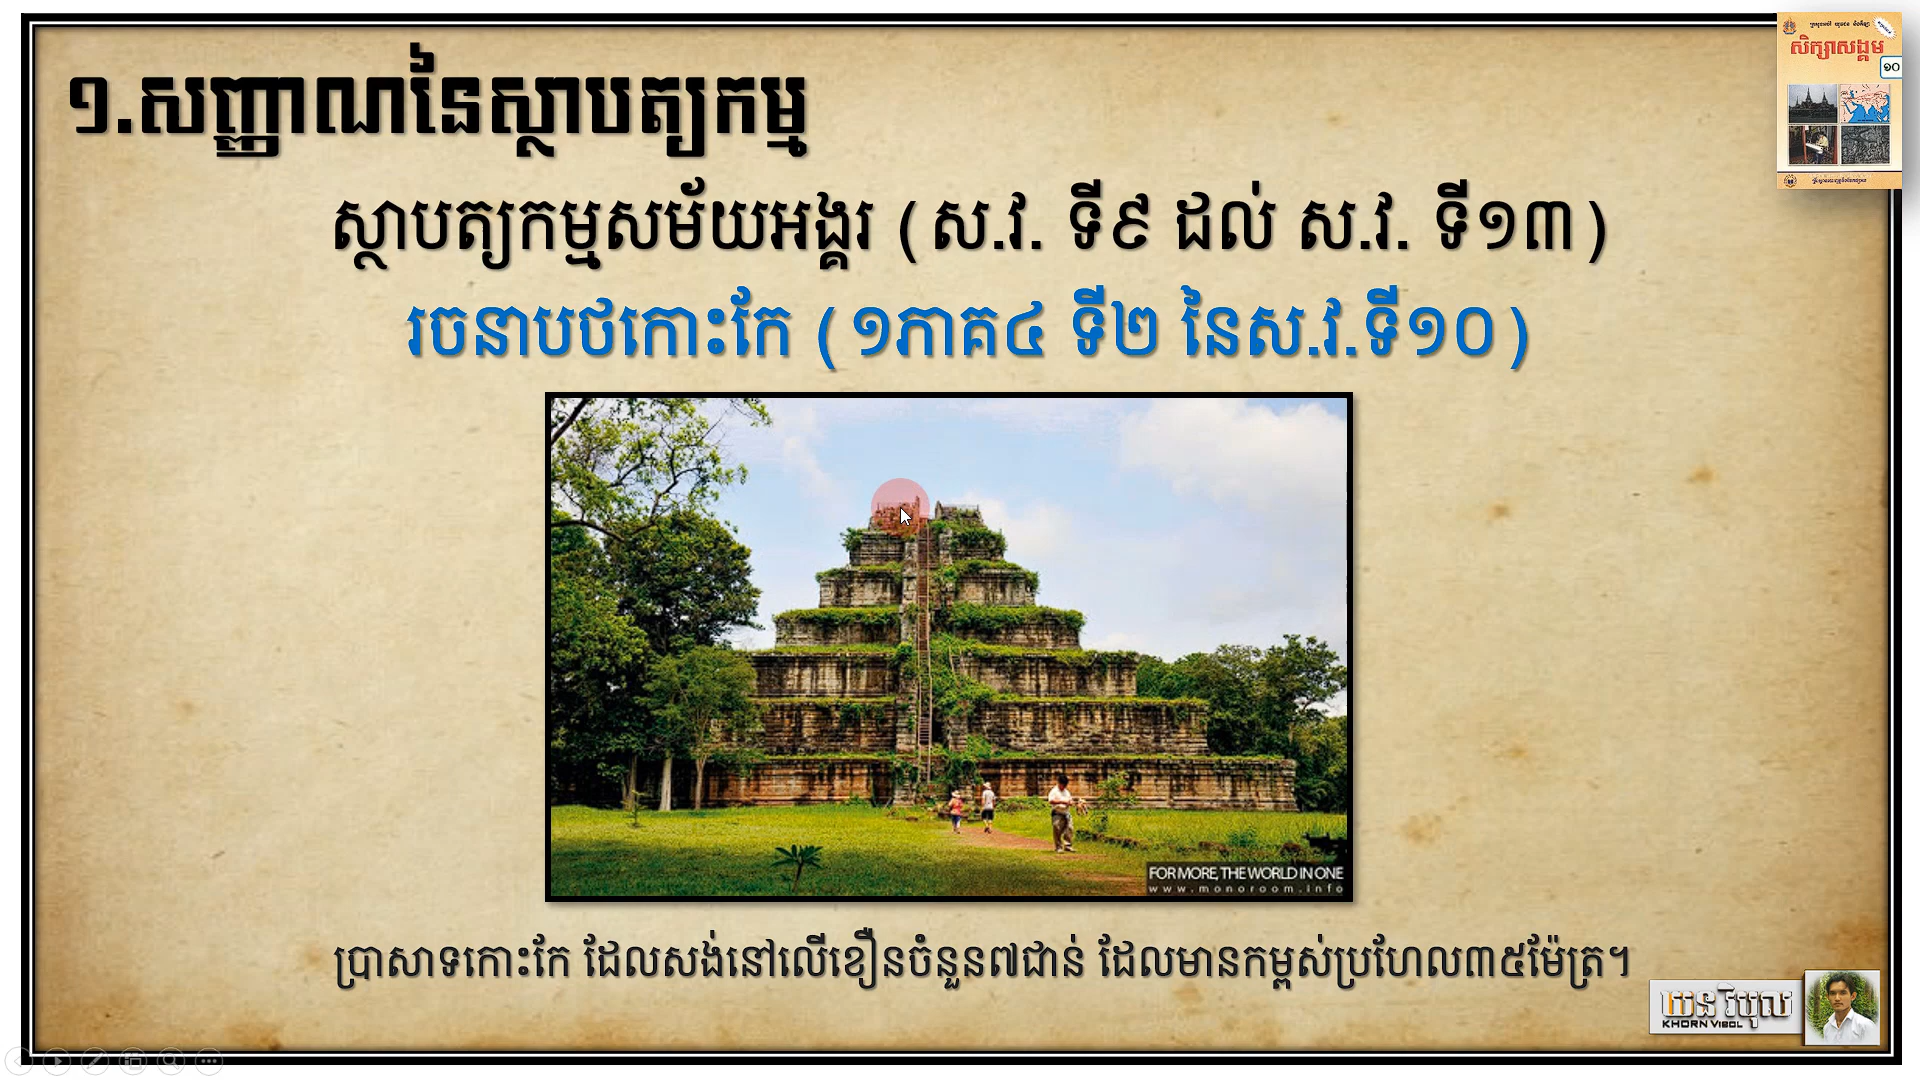 ១.សញ្ញាណនៃស្ថាបត្យកម្ម
សិក្សាសង្គម
១០
ស្ថាបត្យកម្មសម័យអង្គរ (ស.វ. ទី៩ ដល់ ស.វ. ទី១៣)
រចនាបថកោះកែ (១ភាគ៤ ទី២ នៃស.វ.ទី១០)
FOR MORE, THE WORLD IN ONE
www.monoroom.info
ប្រាសាទកោះកែ ដែលសង់នៅលើខឿនចំនួន៧ជាន់ ដែលមានកម្ពស់ប្រហែល៣៥ម៉ែត្រ។
ឃន វិបុល
KHORN VIBOL